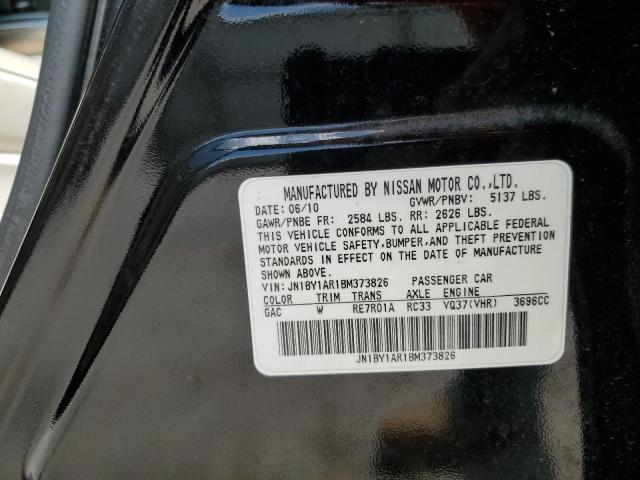 MANUFACTURED BY NISSAN MOTOR CO.,LTD.
DATE: 06/10 GVWR/PNBV: 5137 LBS.
GAWR/PNBE FR: 2584 LBS. RR: 2626 LBS.
THIS VEHICLE CONFORMS TO ALL APPLICABLE FEDERAL
MOTOR VEHICLE SAFETY,BUMPER,AND THEFT PREVENTION
STANDARDS IN EFFECT ON THE DATE OF MANUFACTURE
SHOWN ABOVE.
VIN: JN1BY1AR1BM373826 PASSENGER CAR
COLOR TRIM TRANS AXLE ENGINE
GAC W RE7R01A RC33 VQ37(VHR) 3696CC
JN1BY1AR1BM373826